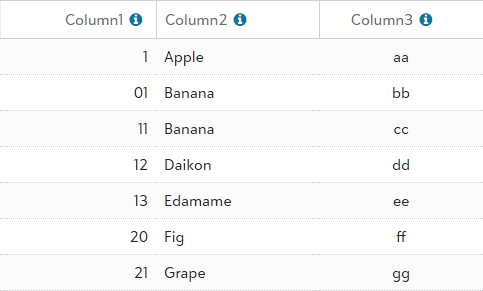 Column1 Column2 Column3
1 Apple aa
01 Banana bb
11 Banana cc
12 Daikon dd
13 Edamame ee
20 Fig ff
21 Grape gg